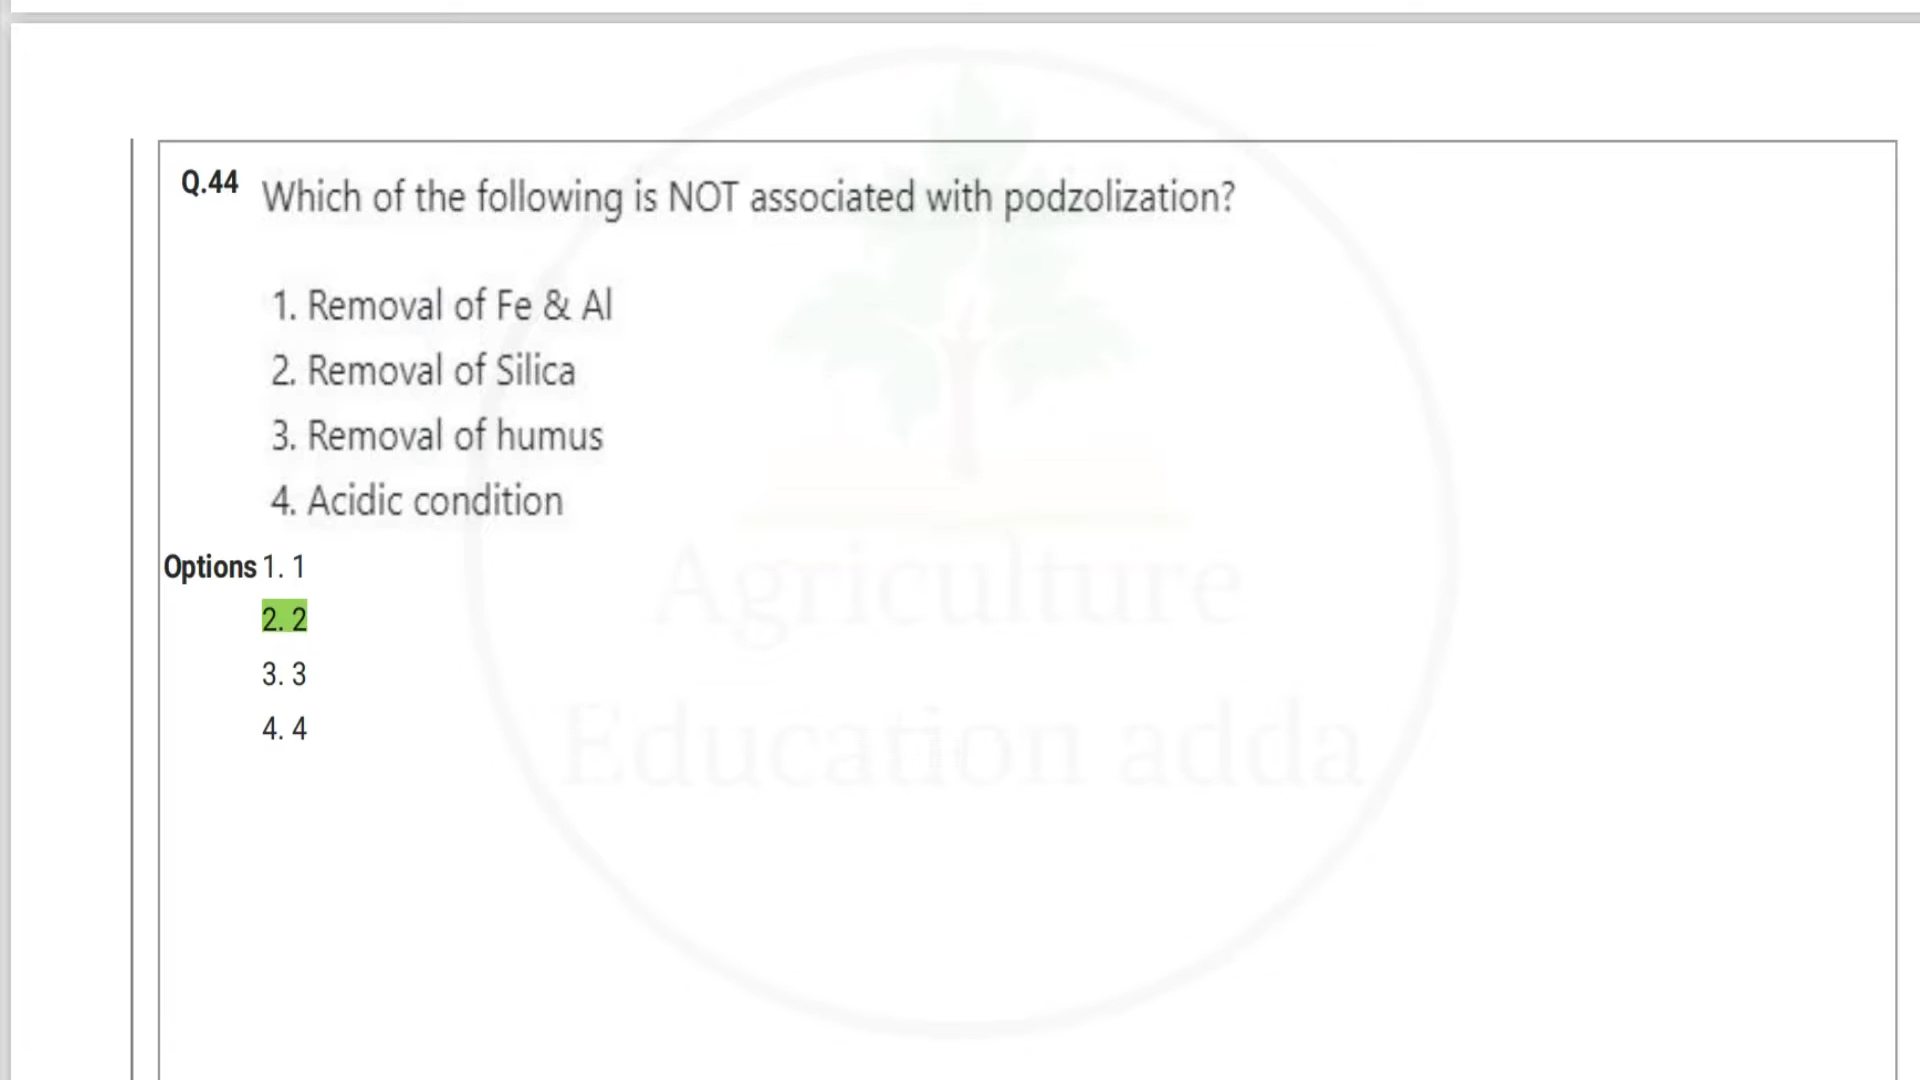 Q.44 Which of the following is NOT associated with podzolization?
1. Removal of Fe & Al
2. Removal of Silica
3. Removal of humus
4. Acidic condition
Options 1. 1
2. 2
3. 3
4. 4
Agriculture
Education adda